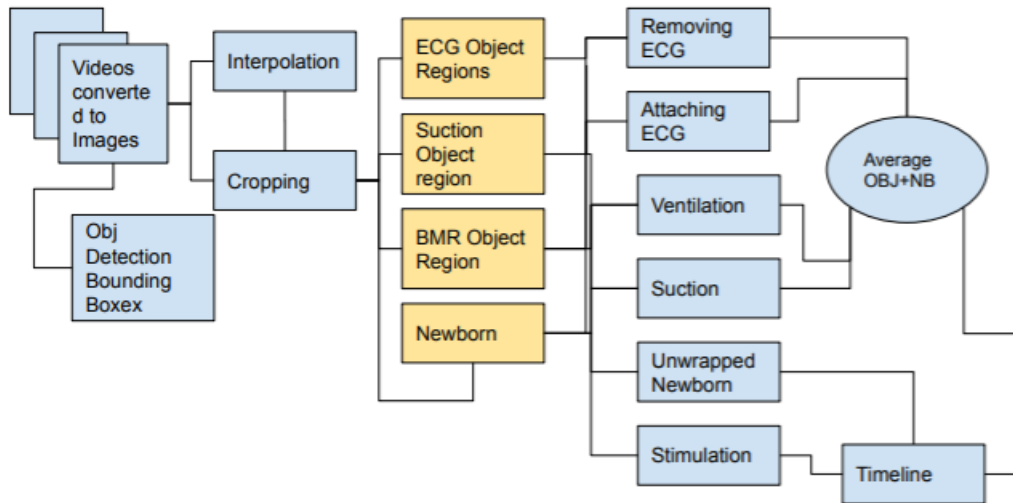 Videos
converte
d to
Images
Obj
Detection
Bounding
Boxex
Interpolation
Cropping
ECG Object
Regions
Suction
Object
region
BMR Object
Region
Newborn
Removing
ECG
Attaching
ECG
Ventilation
Suction
Unwrapped
Newborn
Stimulation
Average
OBJ+NB
Timeline